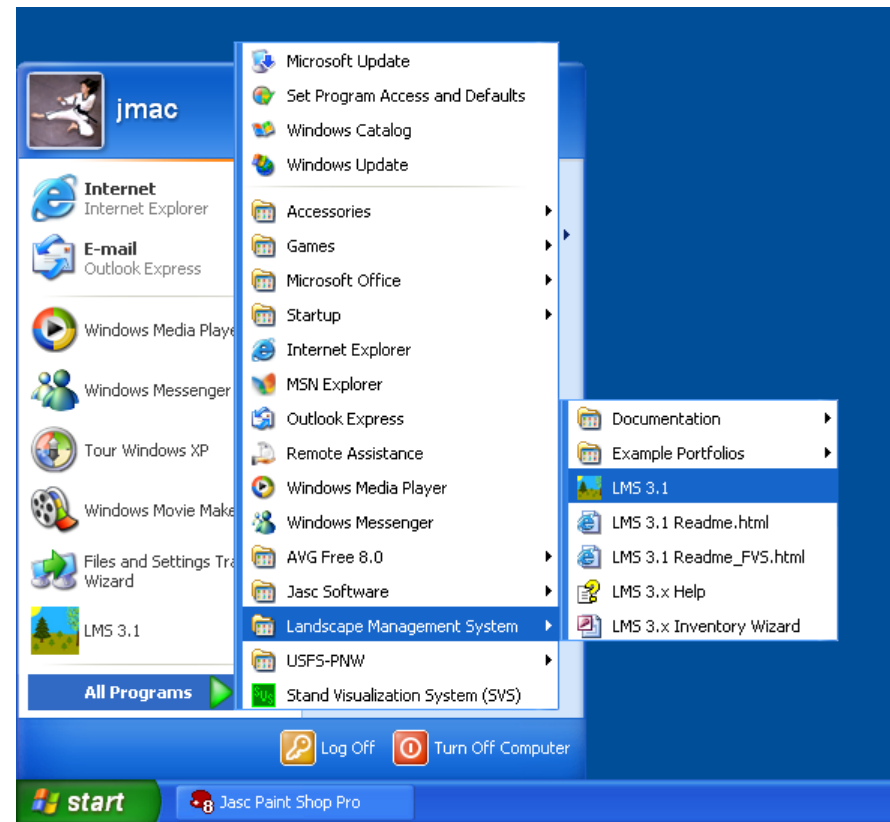 jmac
Internet
Internet Explorer
E-mail
Outlook Express
Windows Media Playe
Windows Messenger
Tour Windows XP
Windows Movie Make
Files and Settings Tra
Wizard
LMS 3.1
All Programs
Microsoft Update
Set Program Access and Defaults
Windows Catalog
Windows Update
Accessories
Games
Microsoft Office
Startup
Internet Explorer
MSN Explorer
Outlook Express
Remote Assistance
Windows Media Player
Windows Messenger
AVG Free 8.0
Jasc Software
Landscape Management System
USFS-PNW
SVS
Stand Visualization System (SVS)
Documentation
Example Portfolios
LMS 3.1
LMS 3.1 Readme.html
LMS 3.1 Readme_FVS.html
LMS 3.x Help
LMS 3.x Inventory Wizard
Log Off
Turn Off Computer
start
8
Jasc Paint Shop Pro